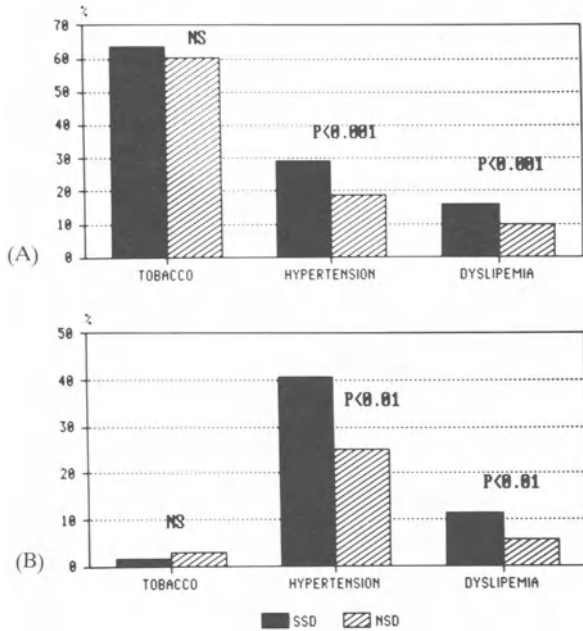 %
70
NS
60
50
40
P<0.001
30
P<0.001
20
10
(A)
0
TOBACCO HYPERTENSION DYSLIPEMIA
%
50
40
P<0.01
30
20
P<0.01
10
NS
(B)
0
TOBACCO HYPERTENSION DYSLIPEMIA
SSD NSD